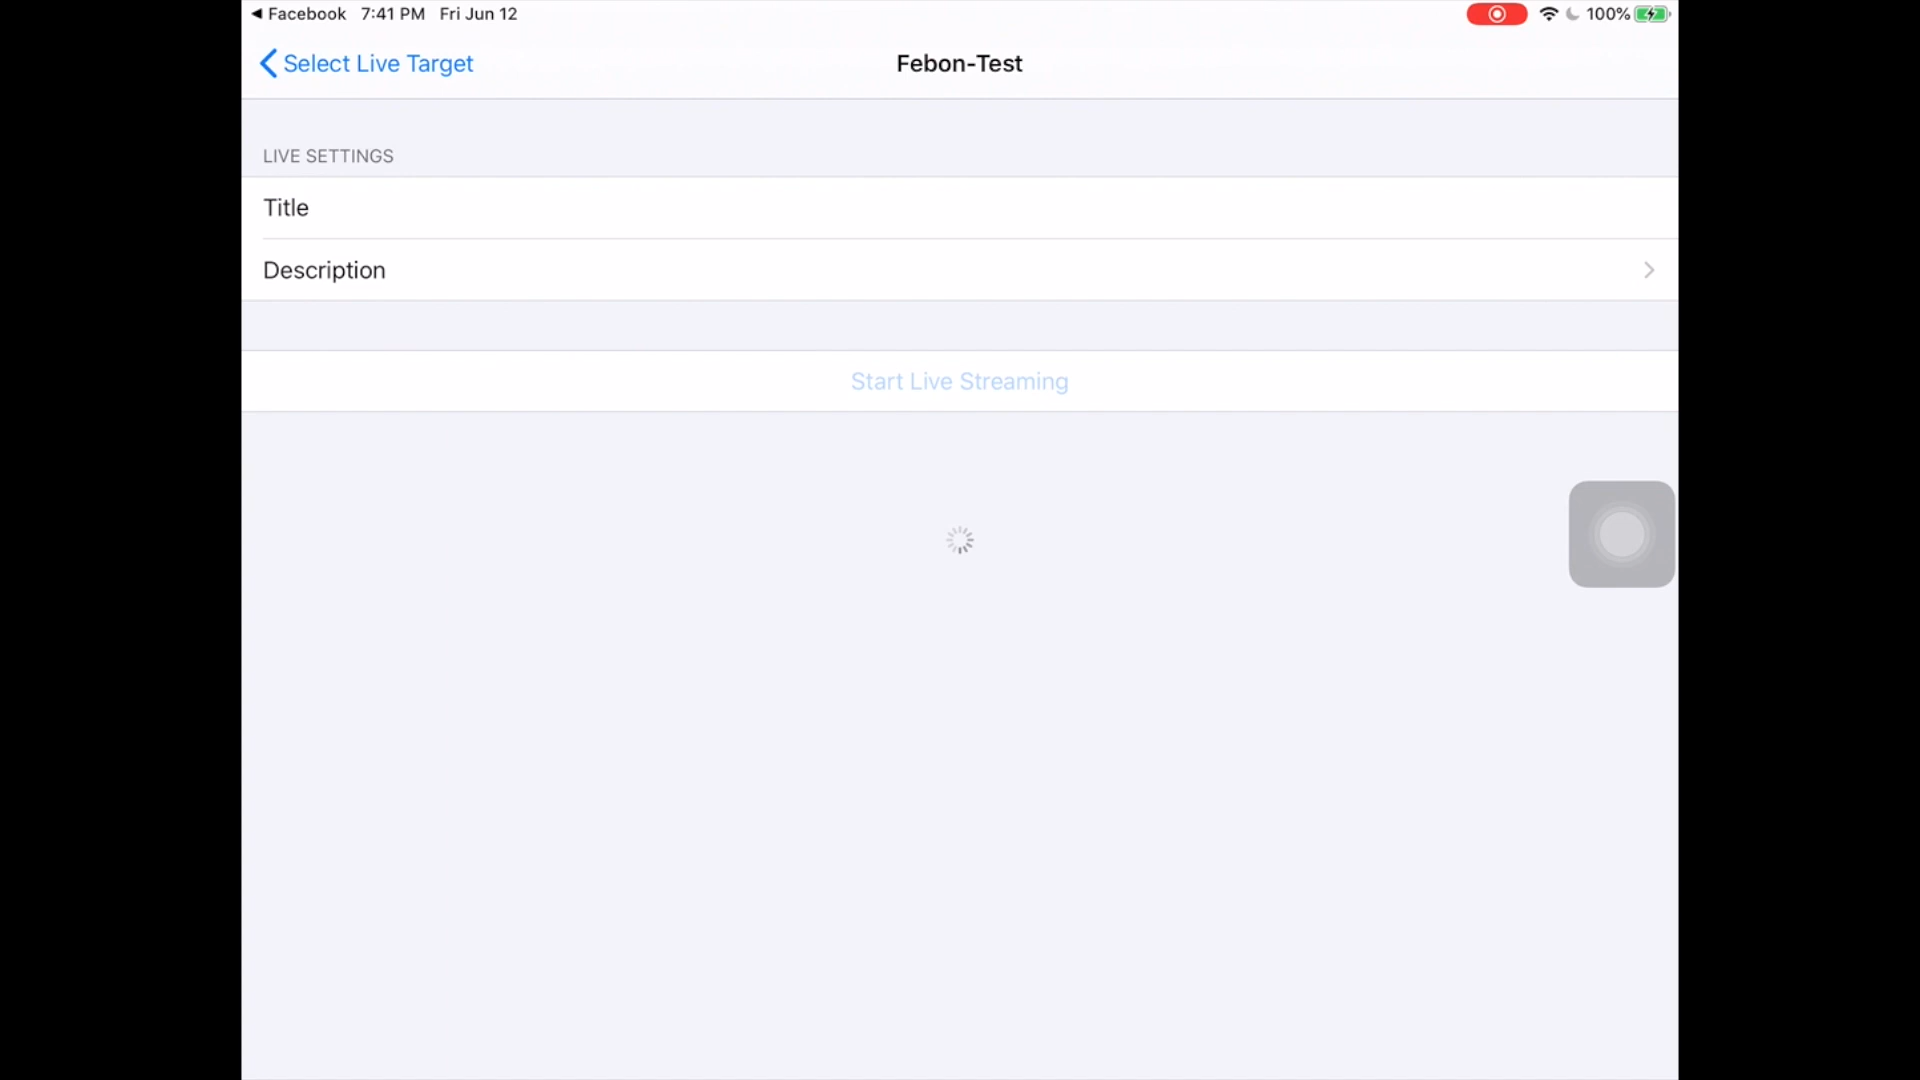 ◀ Facebook 7:41 PM Fri Jun 12 100%
Select Live Target Febon-Test
LIVE SETTINGS
Title
Description
Start Live Streaming